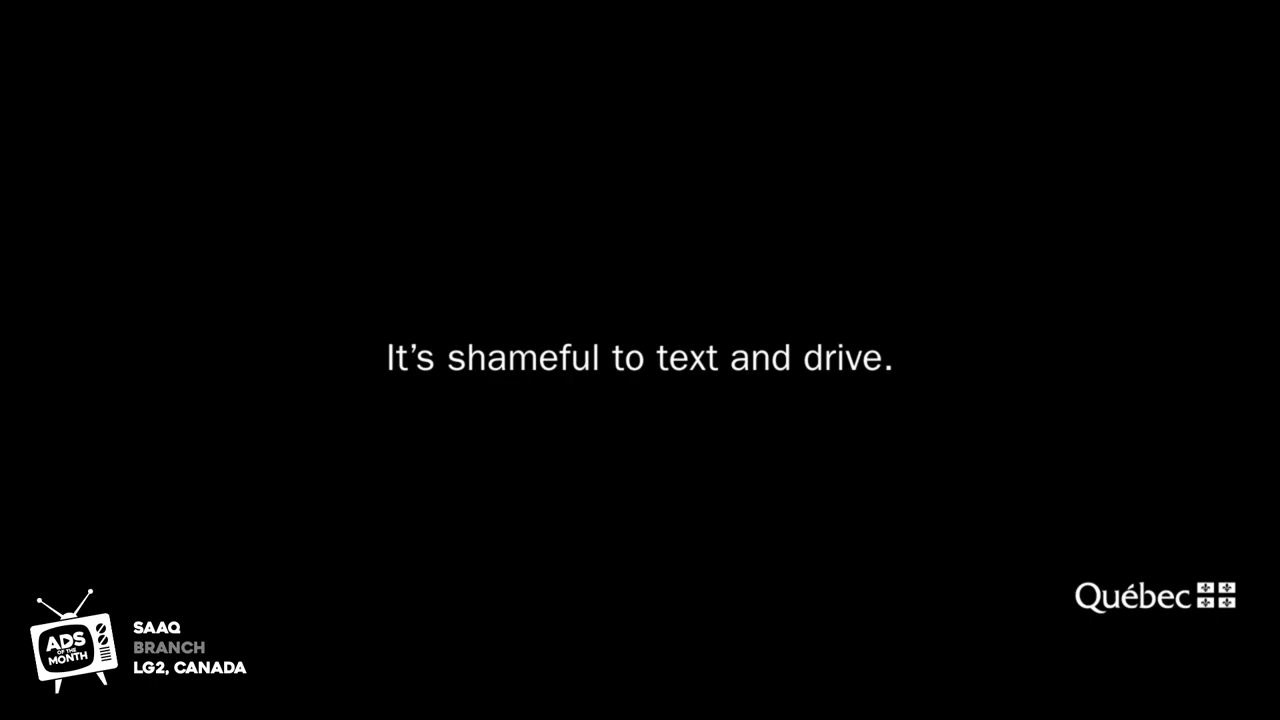 It's shameful to text and drive.
Québec
ADS
OF THE
MONTH
SAAQ
BRANCH
LG2, CANADA